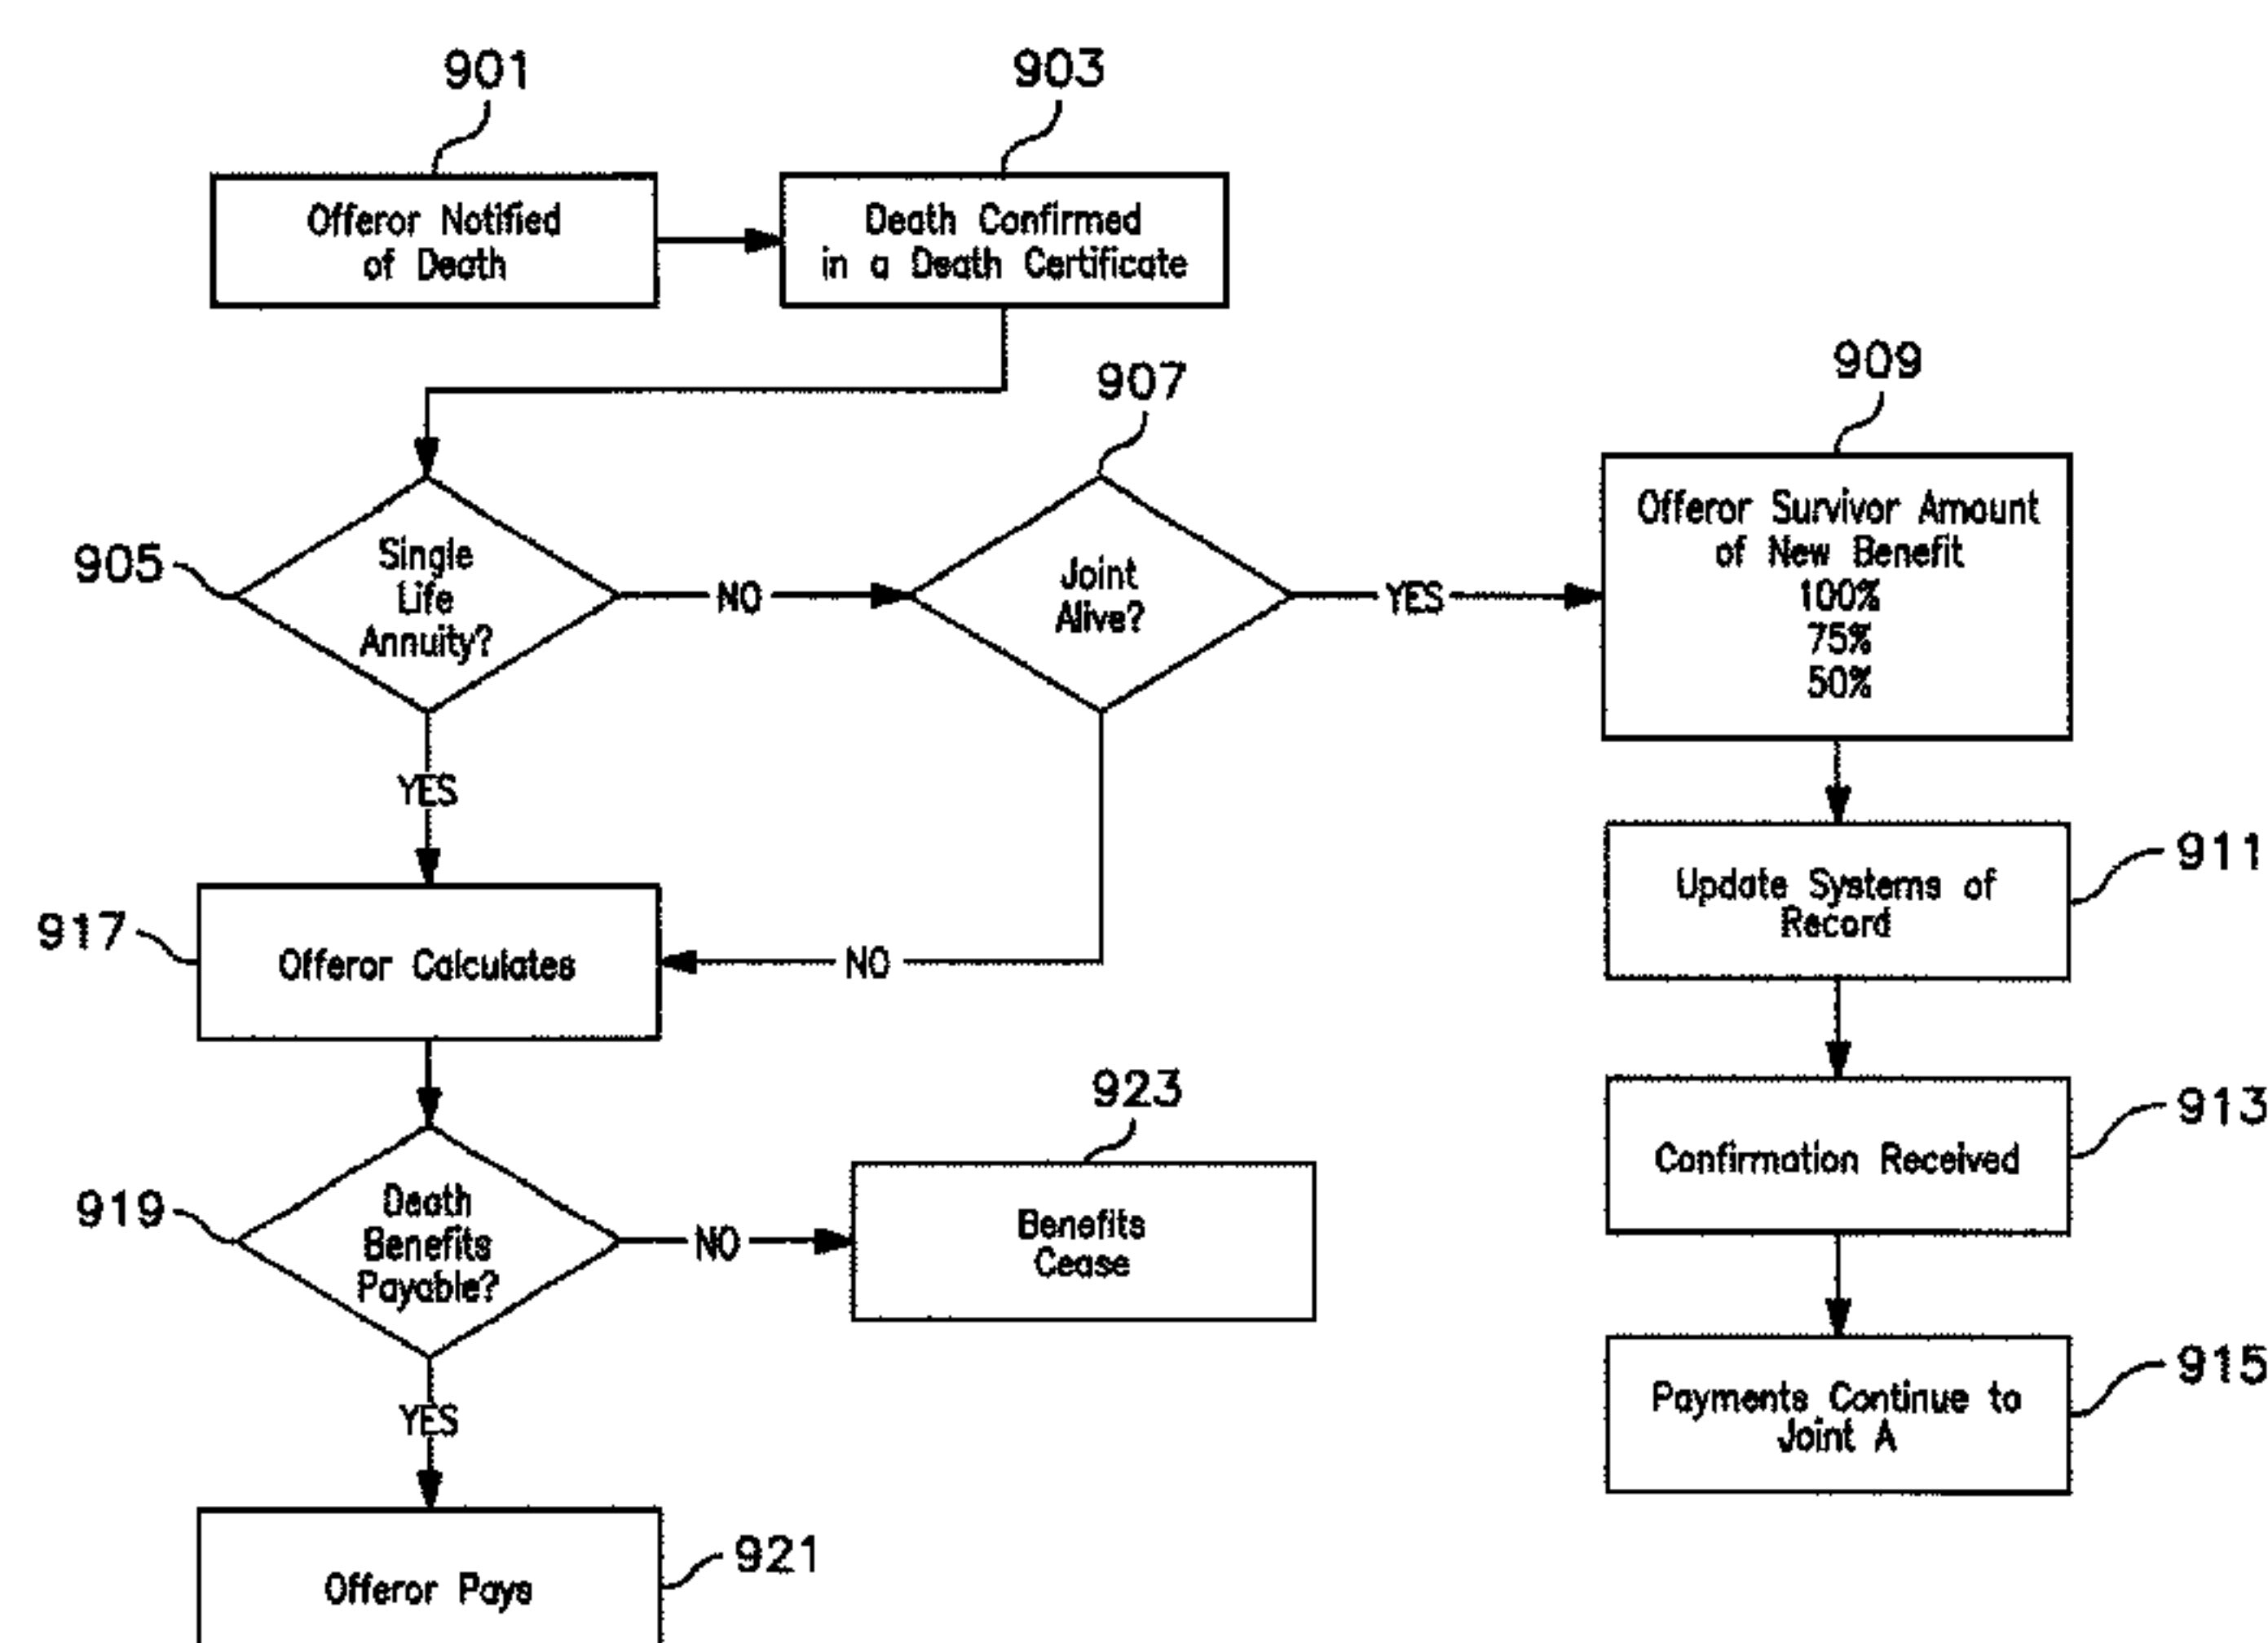 901
903
Offeror Notified
of Death
Death Confirmed
in a Death Certificate
907
909
905
Single
Life
Annuity?
NO
Joint
Alive?
YES
Offeror Survivor Amount
of New Benefit
100%
75%
50%
YES
911
Update Systems of
Record
917
Offeror Calculates
NO
923
913
Confirmation Received
919
Death
Benefits
Payable?
NO
Benefits
Cease
915
Payments Continue to
Joint A
YES
921
Offeror Pays